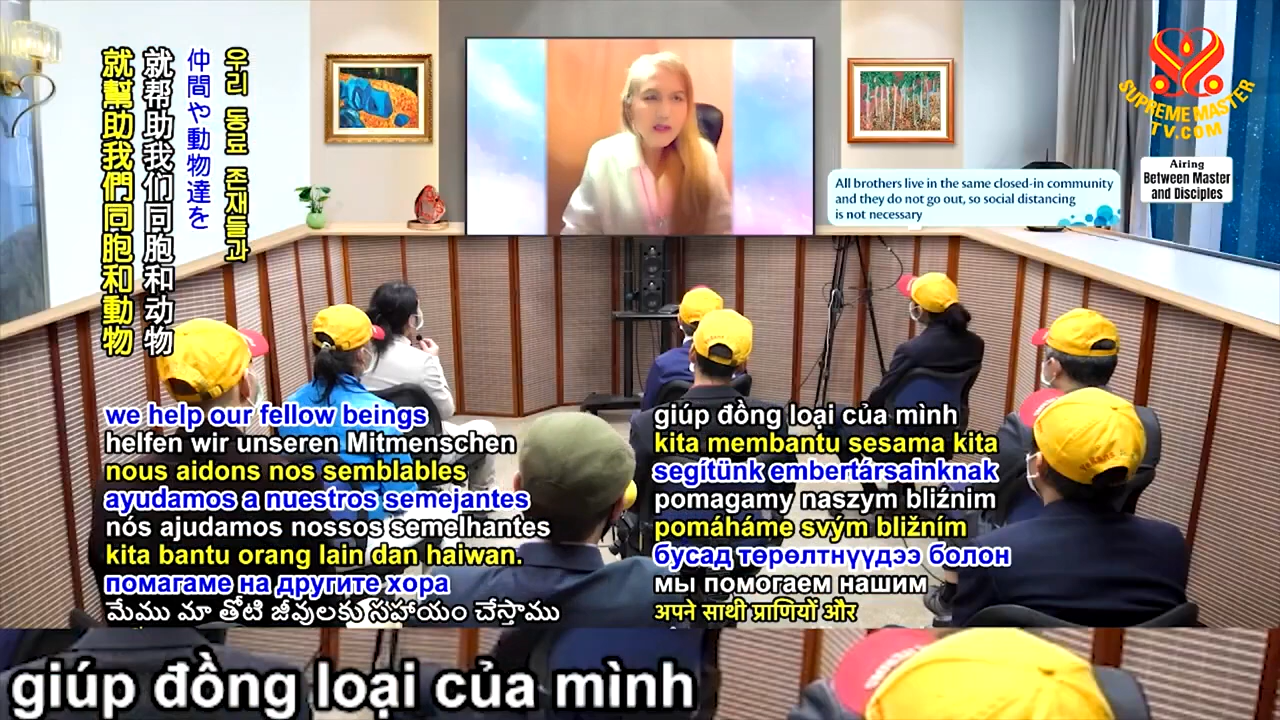 就幫助我們同胞和動物
就帮助我们同胞和动物
仲間や動物達を
우리 동료 존재들과
SUPREME MASTER
TV.COM
Airing
Between Master
and Disciples
All brothers live in the same closed-in community
and they do not go out, so social distancing
is not necessary
we help our fellow beings
helfen wir unseren Mitmenschen
nous aidons nos semblables
ayudamos a nuestros semejantes
nós ajudamos nossos semelhantes
kita bantu orang lain dan haiwan.
помагаме на другите хора
మేము మా తోటి జీవులకు సహాయం చేస్తాము
giúp đồng loại của mình
kita membantu sesama kita
segítünk embertársainknak
pomagamy naszym bliźnim
pomáháme svým bližním
бусад төрөлтнүүдээ болон
мы помогаем нашим
अपने साथी प्राणियों और
giúp đồng loại của mình